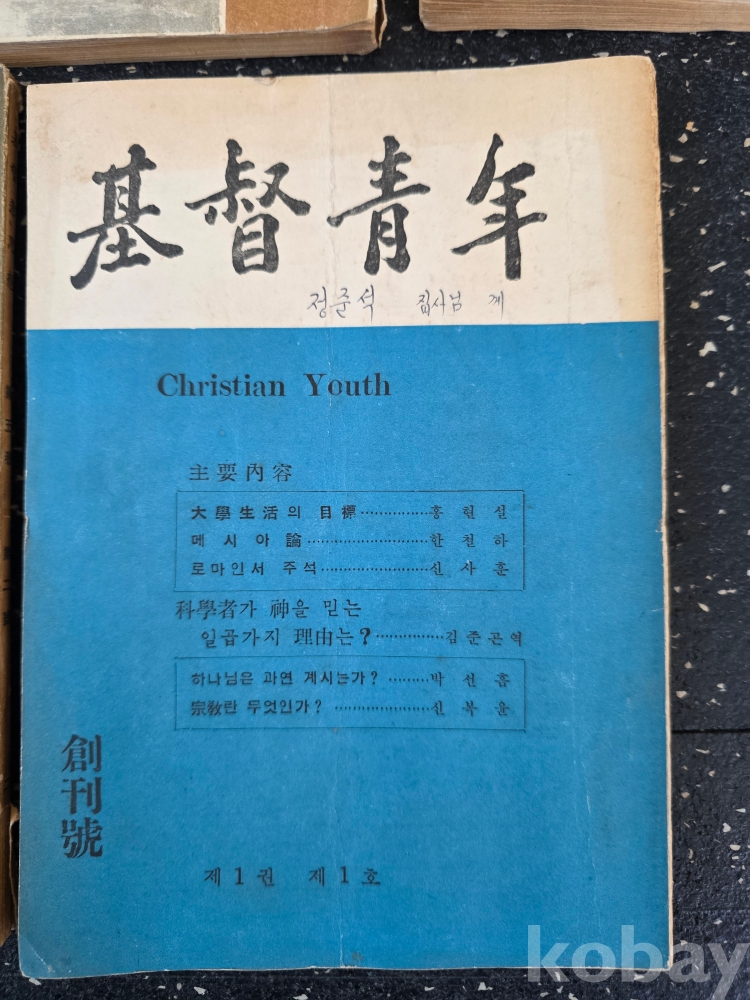 基督青年
정준석 집사님 께
Christian Youth
主要內容
大學生活의 目標……………홍현설
메시아論……………………한철하
로마인서 주석…………………신사훈
科學者가 神을 믿는
일곱가지 理由는?……………김준곤역
하나님은 과연 계시는가?………박선흠
宗敎란 무엇인가?………………신복윤
創刊號
제1권 제1호
kobay